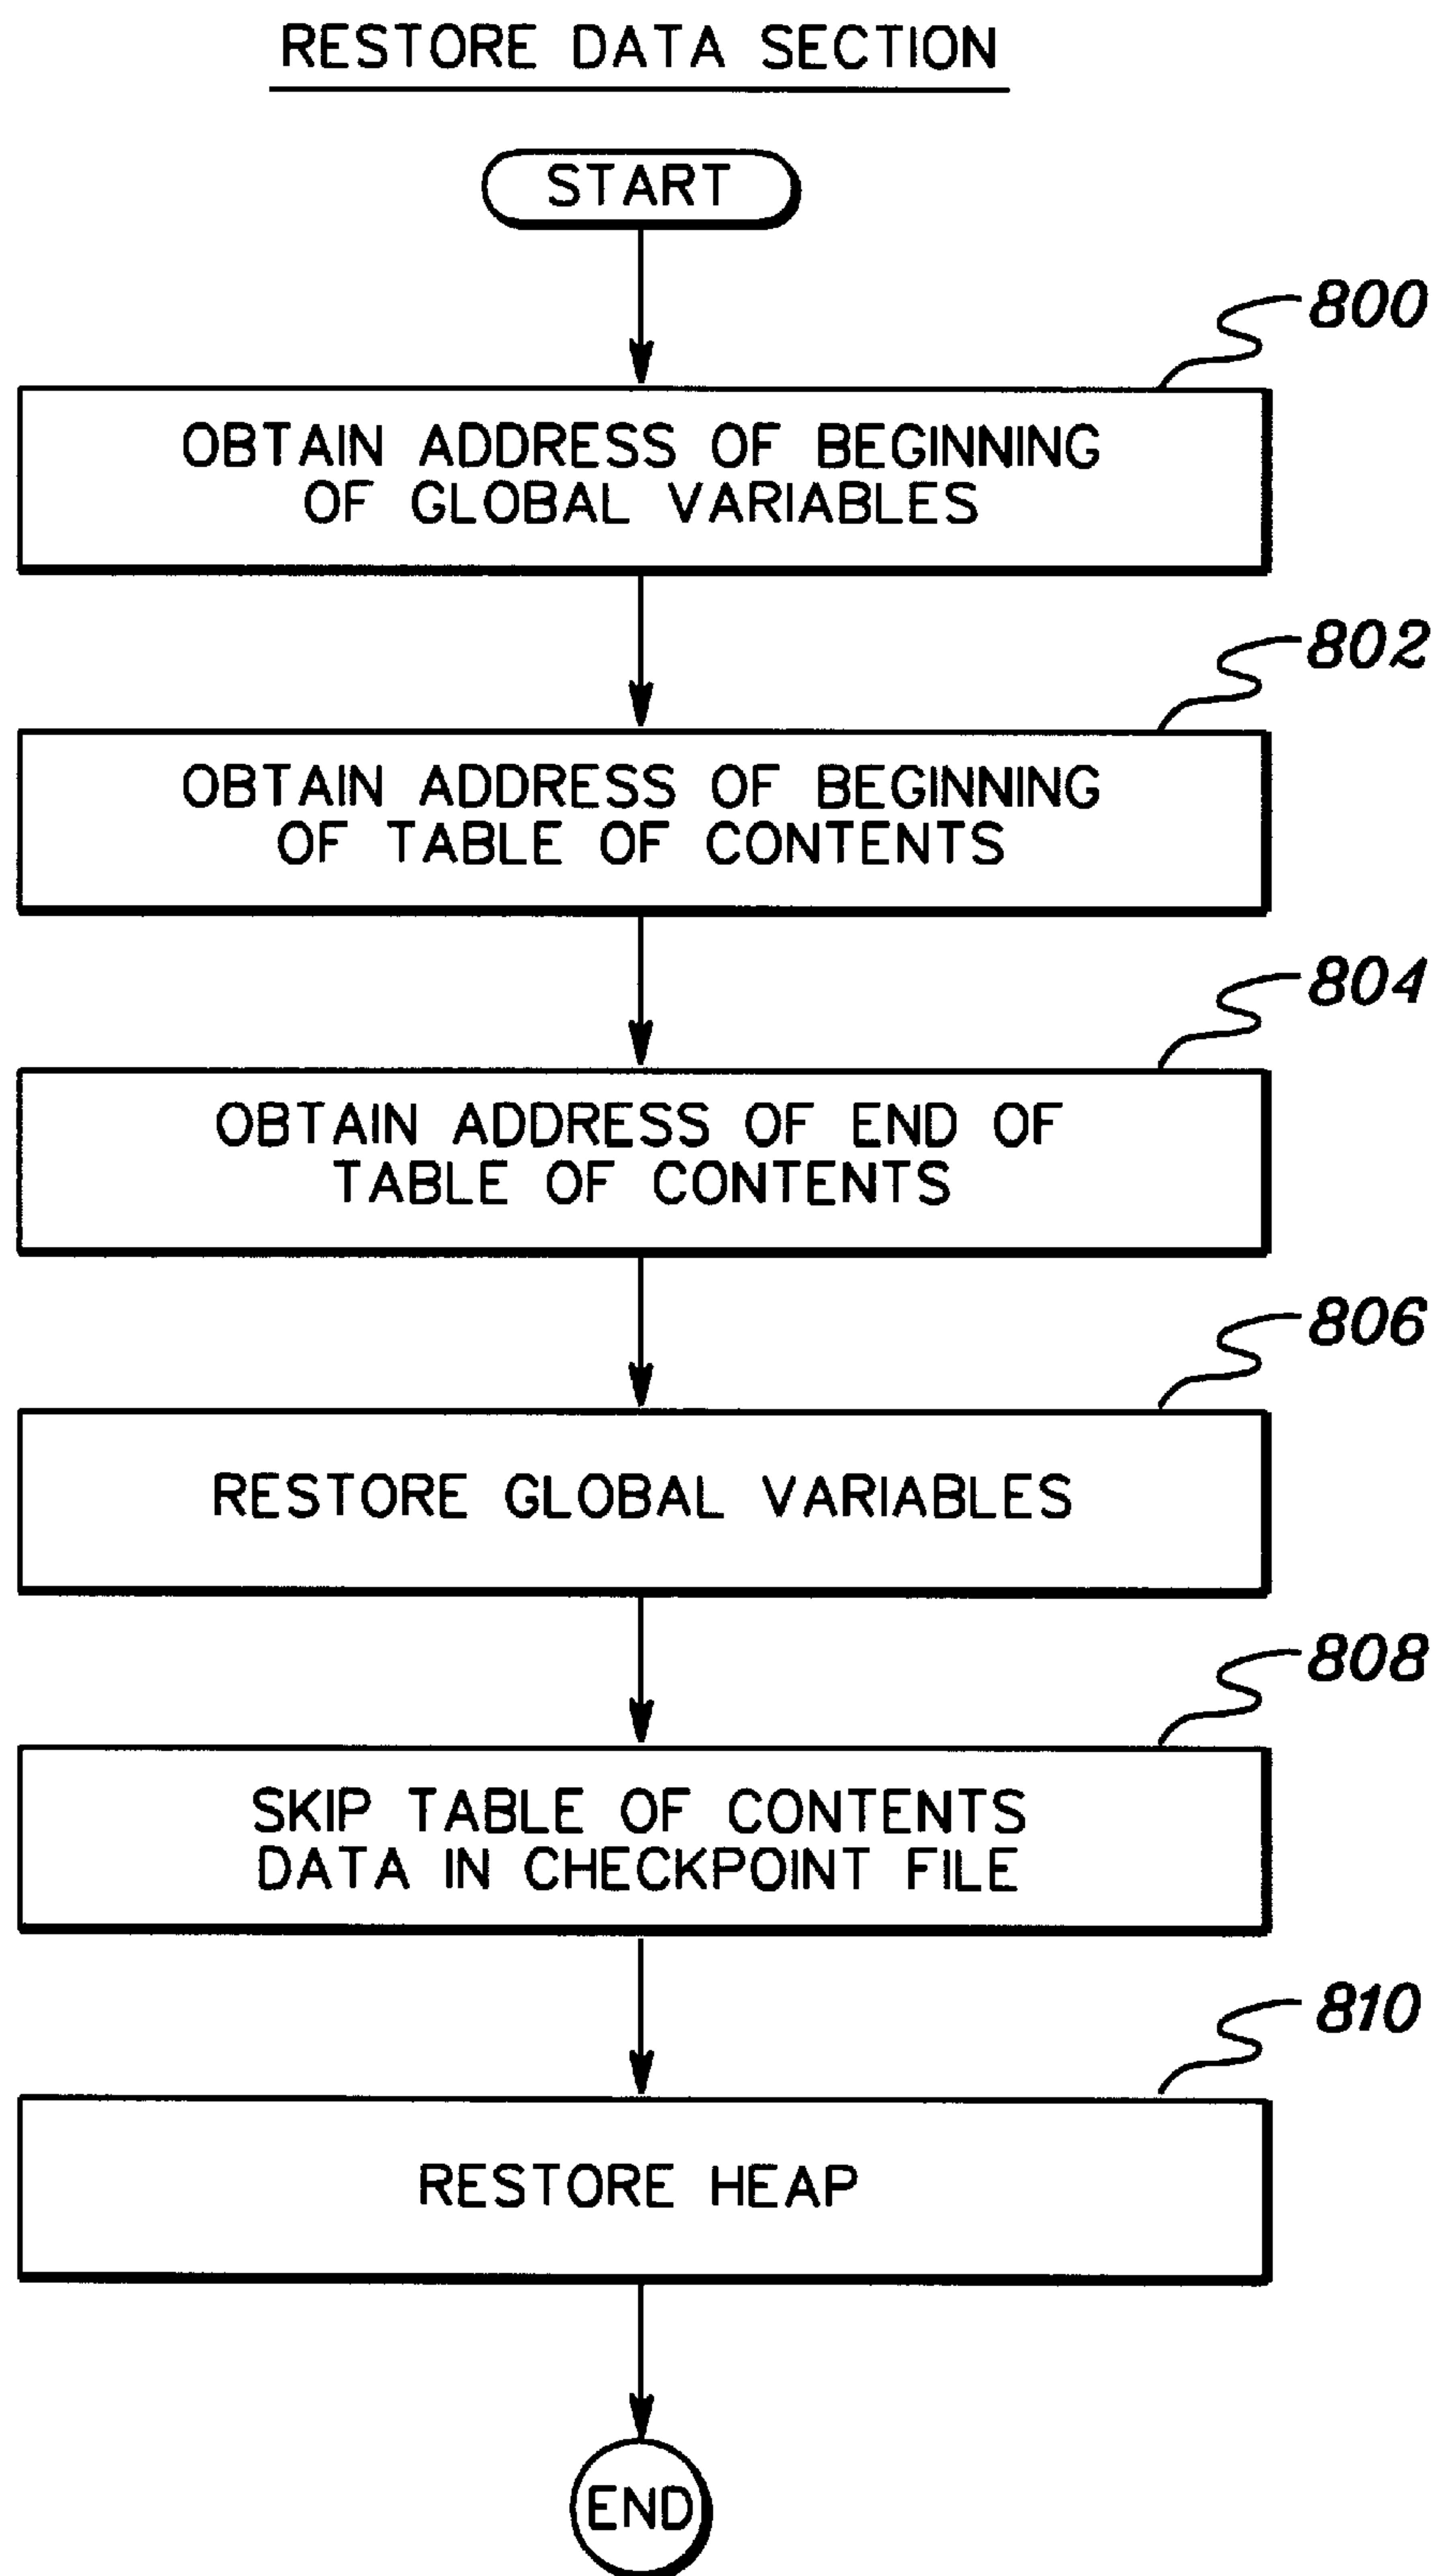 RESTORE DATA SECTION
START
800
OBTAIN ADDRESS OF BEGINNING
OF GLOBAL VARIABLES
802
OBTAIN ADDRESS OF BEGINNING
OF TABLE OF CONTENTS
804
OBTAIN ADDRESS OF END OF
TABLE OF CONTENTS
806
RESTORE GLOBAL VARIABLES
808
SKIP TABLE OF CONTENTS
DATA IN CHECKPOINT FILE
810
RESTORE HEAP
END